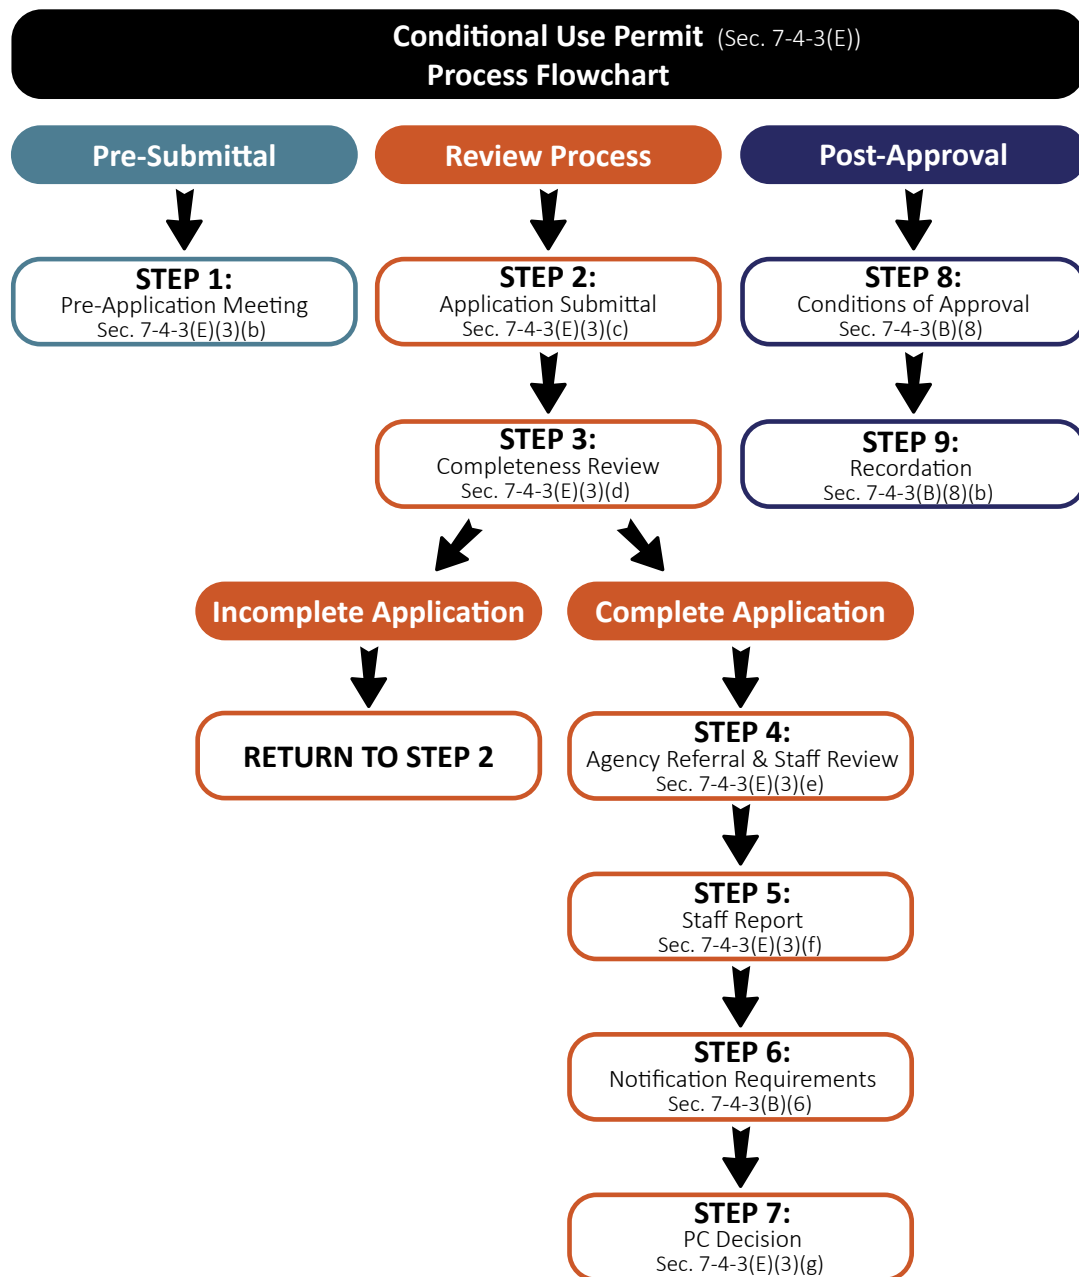 Conditional Use Permit (Sec. 7-4-3(E))
Process Flowchart
Pre-Submittal
Review Process
Post-Approval
STEP 1:
Pre-Application Meeting
Sec. 7-4-3(E)(3)(b)
STEP 2:
Application Submittal
Sec. 7-4-3(E)(3)(c)
STEP 8:
Conditions of Approval
Sec. 7-4-3(B)(8)
STEP 3:
Completeness Review
Sec. 7-4-3(E)(3)(d)
STEP 9:
Recordation
Sec. 7-4-3(B)(8)(b)
Incomplete Application
Complete Application
RETURN TO STEP 2
STEP 4:
Agency Referral & Staff Review
Sec. 7-4-3(E)(3)(e)
STEP 5:
Staff Report
Sec. 7-4-3(E)(3)(f)
STEP 6:
Notification Requirements
Sec. 7-4-3(B)(6)
STEP 7:
PC Decision
Sec. 7-4-3(E)(3)(g)